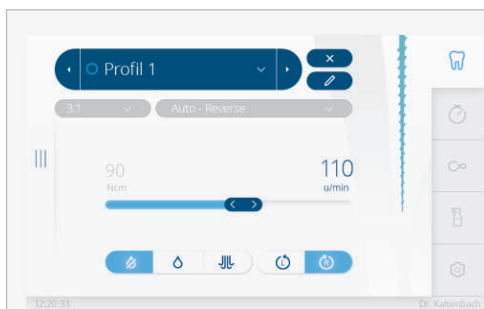 Profil 1
3:1 Auto - Reverse
90 110
Ncm u/min
L R
12:20:33 Dr. Kaltenbach